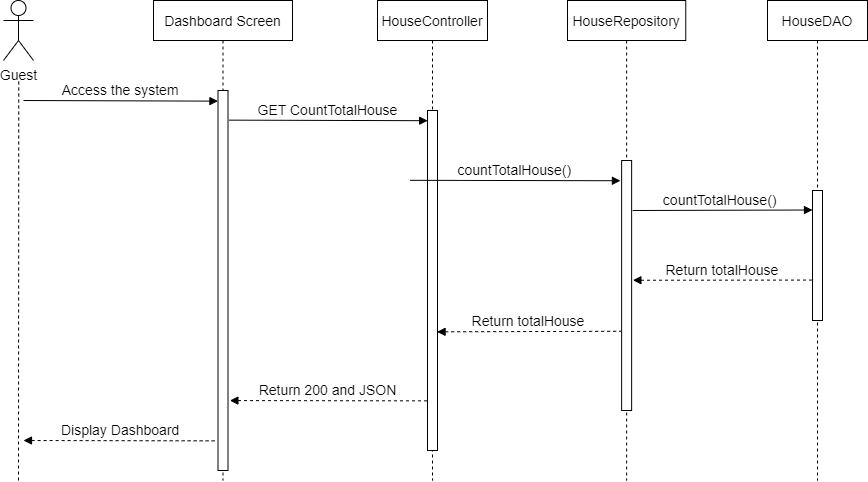 Dashboard Screen
HouseController
HouseRepository
HouseDAO
Guest
Access the system
GET CountTotalHouse
countTotalHouse()
countTotalHouse()
Return totalHouse
Return totalHouse
Return 200 and JSON
Display Dashboard